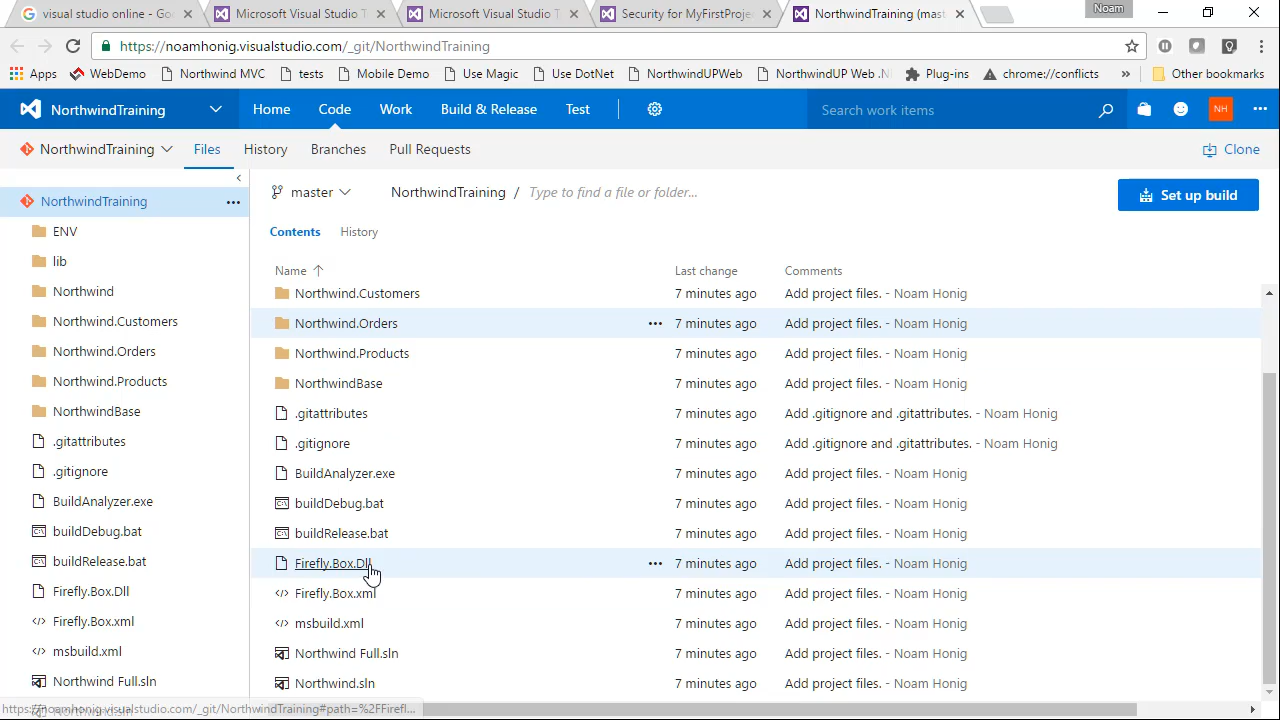 visual studio online - Goo
Microsoft Visual Studio T
Microsoft Visual Studio T
Security for MyFirstProje
NorthwindTraining (mast
Noam
https://noamhonig.visualstudio.com/_git/NorthwindTraining
Apps
WebDemo
Northwind MVC
tests
Mobile Demo
Use Magic
Use DotNet
NorthwindUPWeb
NorthwindUP Web .N
Plug-ins
chrome://conflicts
»
Other bookmarks
NorthwindTraining
Home
Code
Work
Build & Release
Test
Search work items
NH
NorthwindTraining
Files
History
Branches
Pull Requests
Clone
NorthwindTraining
ENV
lib
Northwind
Northwind.Customers
Northwind.Orders
Northwind.Products
NorthwindBase
.gitattributes
.gitignore
BuildAnalyzer.exe
buildDebug.bat
buildRelease.bat
Firefly.Box.Dll
Firefly.Box.xml
msbuild.xml
Northwind Full.sln
Northwind.sln
master
NorthwindTraining / Type to find a file or folder...
Set up build
Contents
History
Name Last change Comments
Northwind.Customers 7 minutes ago Add project files. - Noam Honig
Northwind.Orders 7 minutes ago Add project files. - Noam Honig
Northwind.Products 7 minutes ago Add project files. - Noam Honig
NorthwindBase 7 minutes ago Add project files. - Noam Honig
.gitattributes 7 minutes ago Add .gitignore and .gitattributes. - Noam Honig
.gitignore 7 minutes ago Add .gitignore and .gitattributes. - Noam Honig
BuildAnalyzer.exe 7 minutes ago Add project files. - Noam Honig
buildDebug.bat 7 minutes ago Add project files. - Noam Honig
buildRelease.bat 7 minutes ago Add project files. - Noam Honig
Firefly.Box.Dll 7 minutes ago Add project files. - Noam Honig
Firefly.Box.xml 7 minutes ago Add project files. - Noam Honig
msbuild.xml 7 minutes ago Add project files. - Noam Honig
Northwind Full.sln 7 minutes ago Add project files. - Noam Honig
Northwind.sln 7 minutes ago Add project files. - Noam Honig
https://noamhonig.visualstudio.com/_git/NorthwindTraining#path=%2FFirefl...